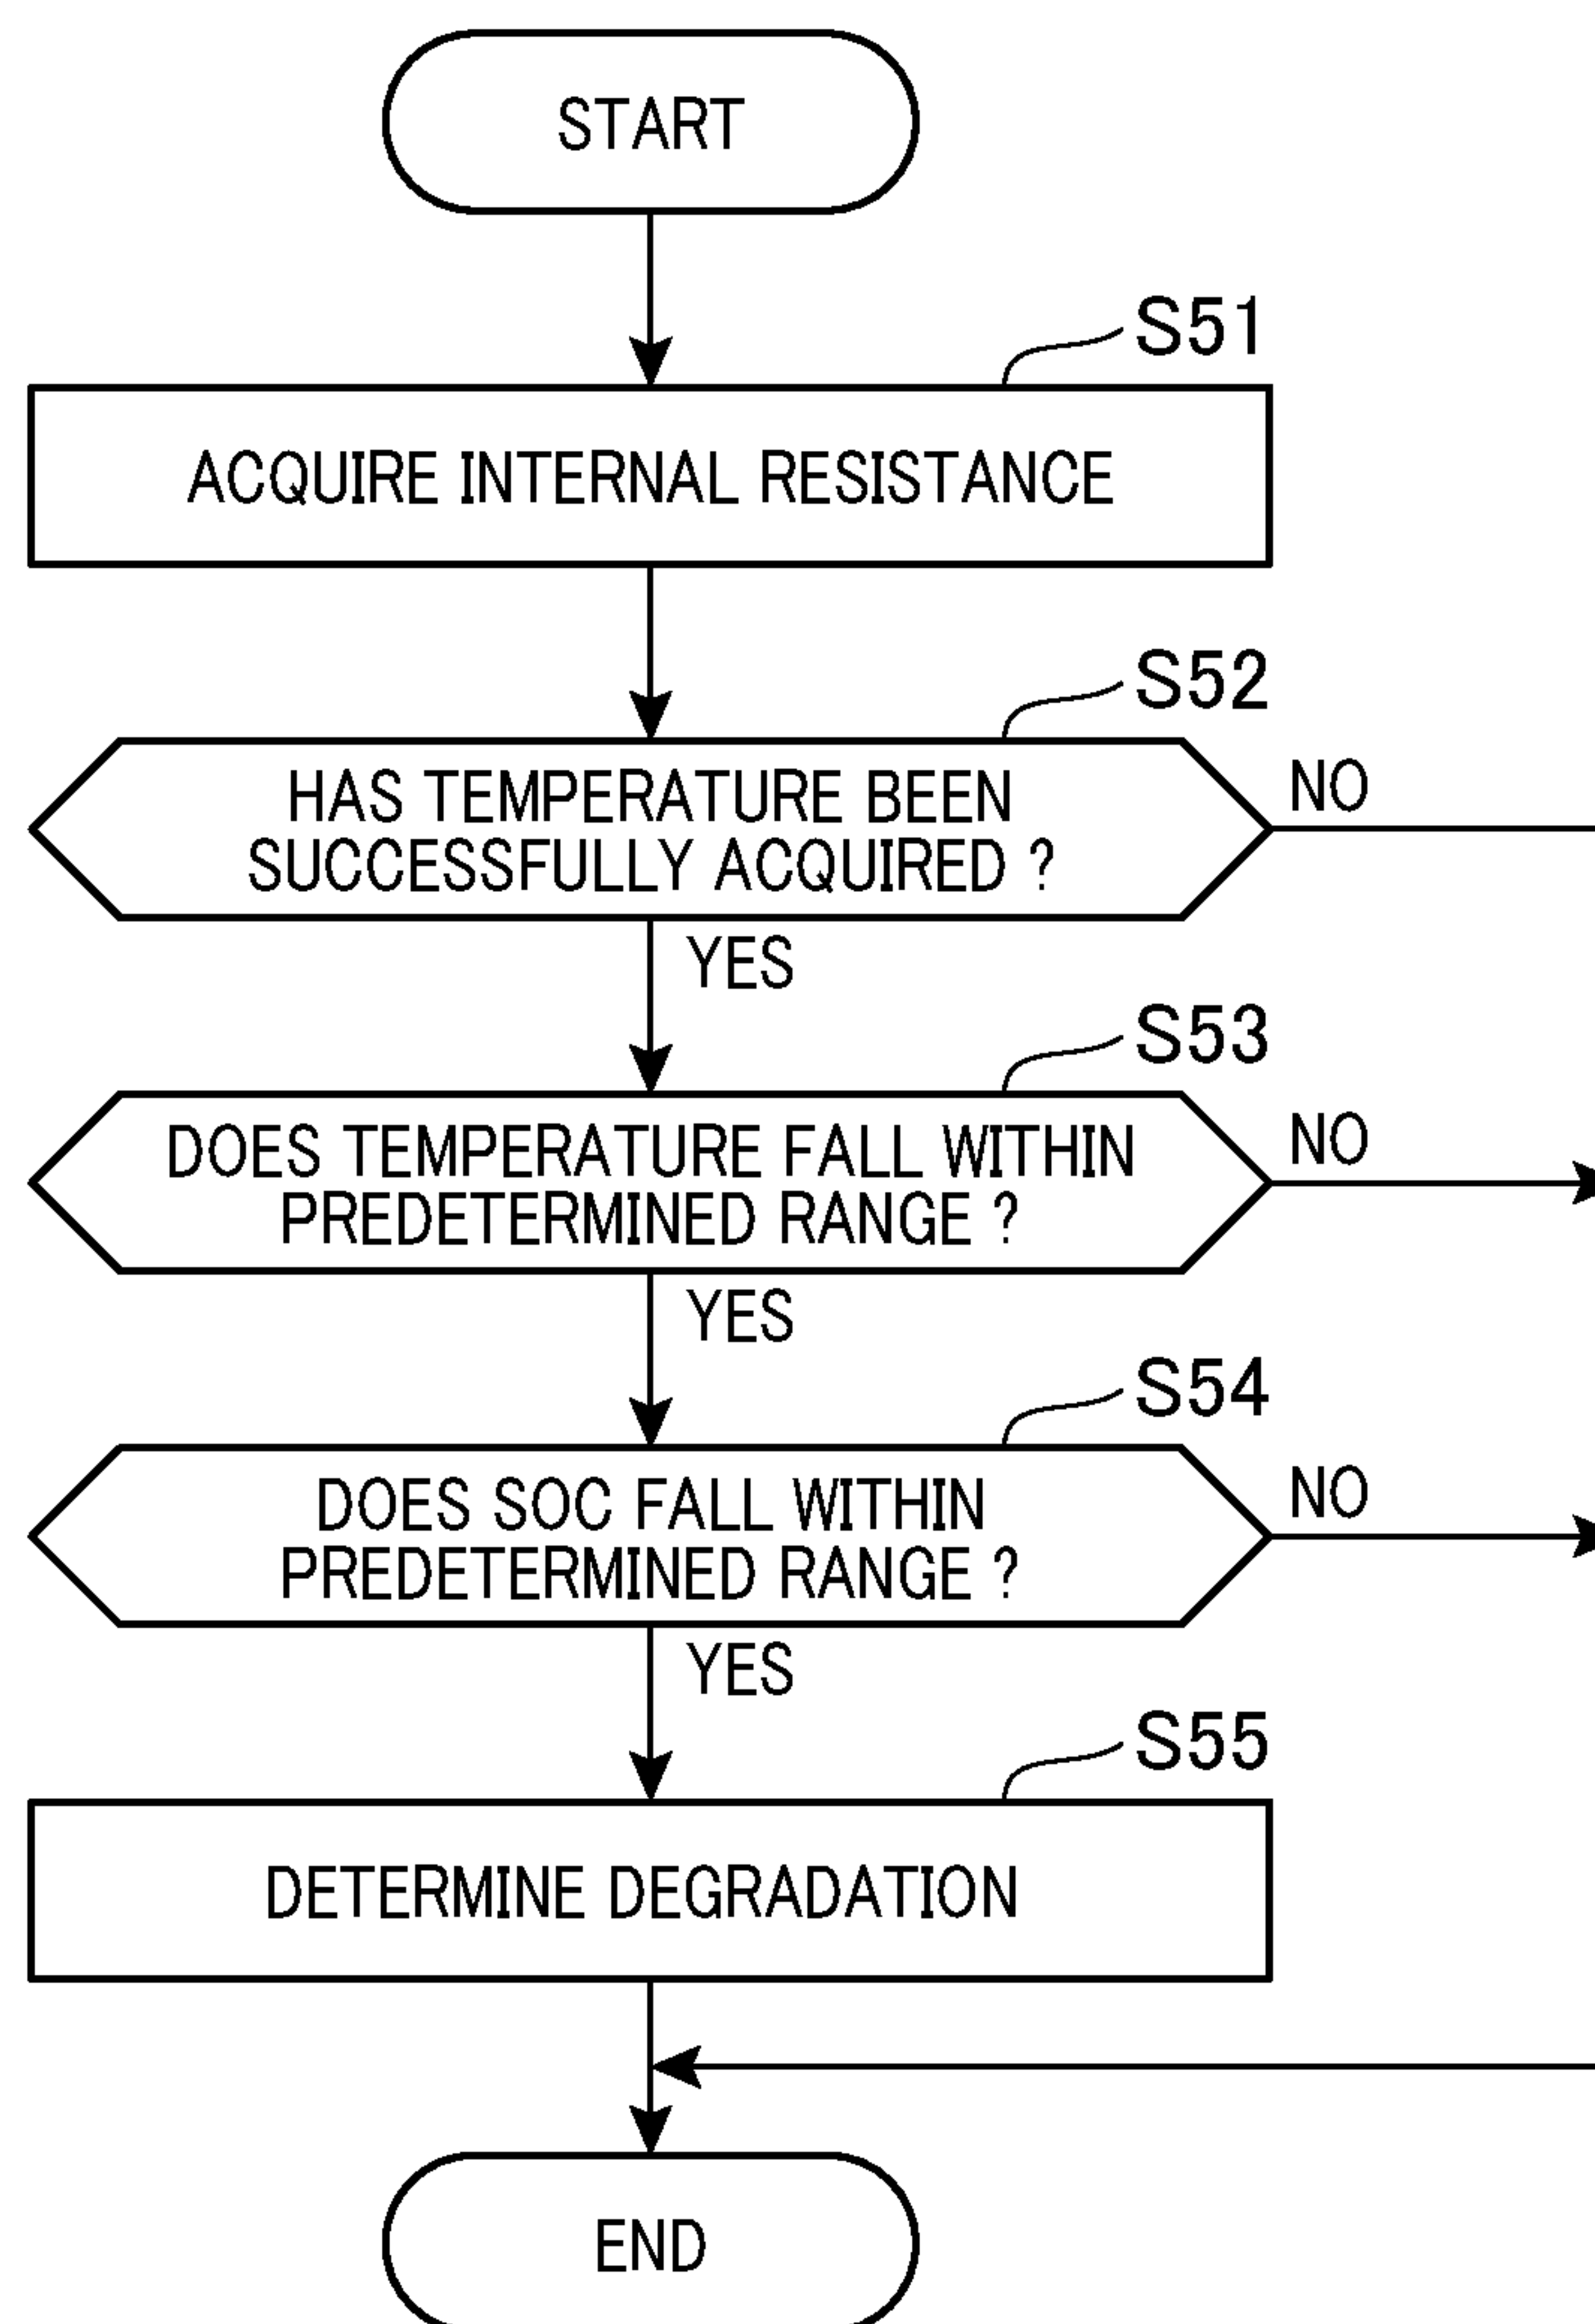 START
S51
ACQUIRE INTERNAL RESISTANCE
S52
HAS TEMPERATURE BEEN
SUCCESSFULLY ACQUIRED ?
NO
YES
S53
DOES TEMPERATURE FALL WITHIN
PREDETERMINED RANGE ?
NO
YES
S54
DOES SOC FALL WITHIN
PREDETERMINED RANGE ?
NO
YES
S55
DETERMINE DEGRADATION
END